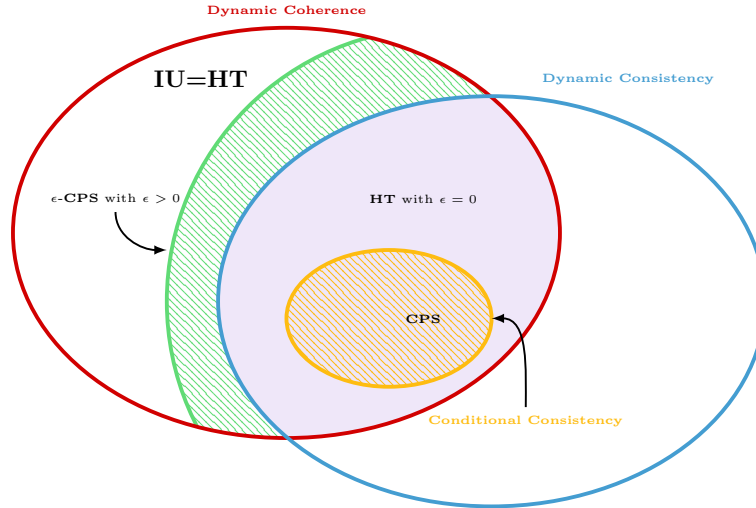 Dynamic Coherence
IU=HT
Dynamic Consistency
ϵ-CPS with ϵ > 0
HT with ϵ = 0
CPS
Conditional Consistency